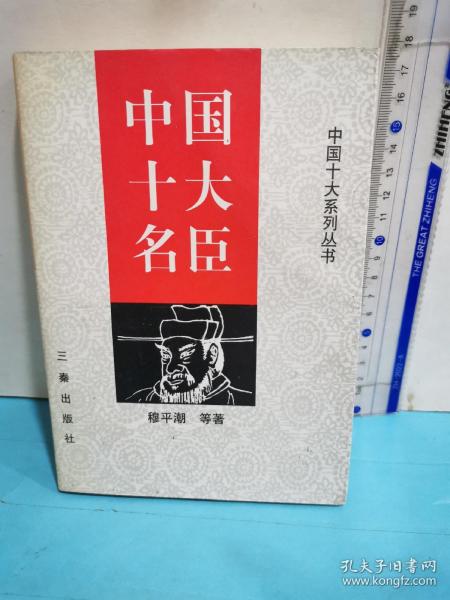 中国
十大
名臣
中国十大系列丛书
三秦出版社
穆平潮 等著
THE GREAT ZHIHENG
ZHIHENG
孔夫子旧书网
www.kongfz.com